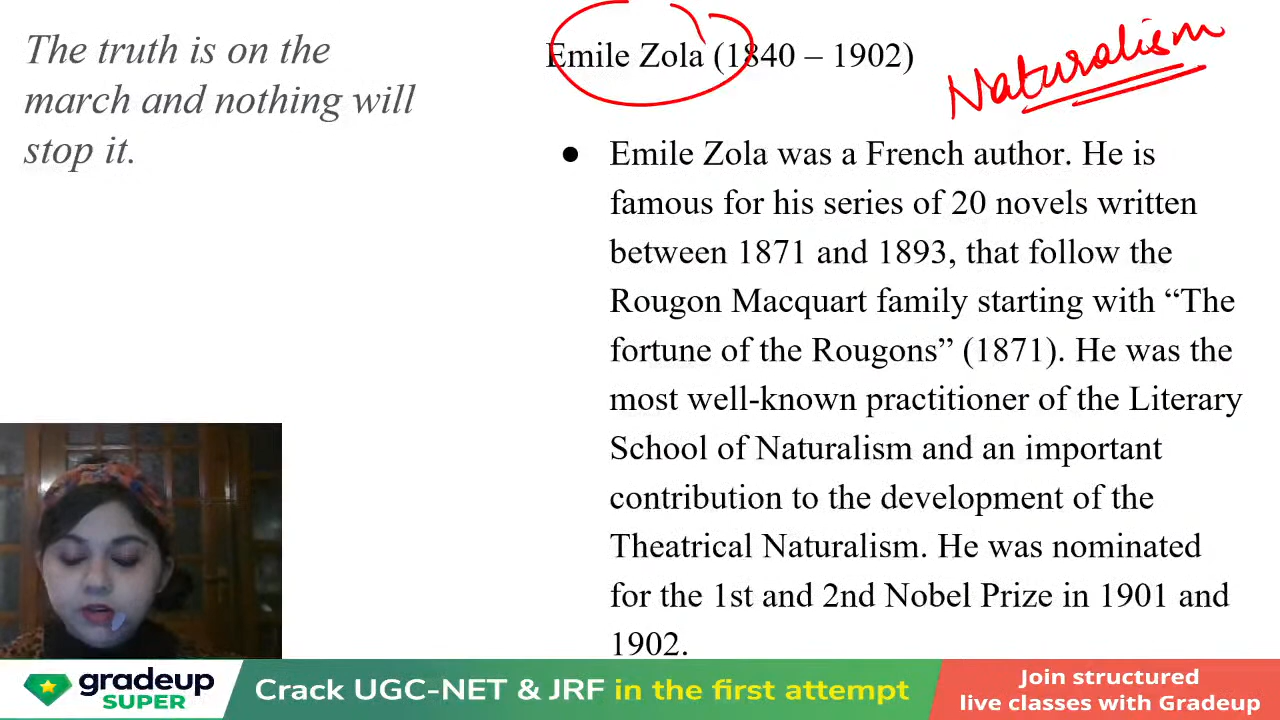 The truth is on the
march and nothing will
stop it.
Emile Zola (1840 – 1902)
Naturalism
● Emile Zola was a French author. He is
famous for his series of 20 novels written
between 1871 and 1893, that follow the
Rougon Macquart family starting with “The
fortune of the Rougons” (1871). He was the
most well-known practitioner of the Literary
School of Naturalism and an important
contribution to the development of the
Theatrical Naturalism. He was nominated
for the 1st and 2nd Nobel Prize in 1901 and
1902.
gradeup
SUPER
Crack UGC-NET & JRF in the first attempt
Join structured
live classes with Gradeup